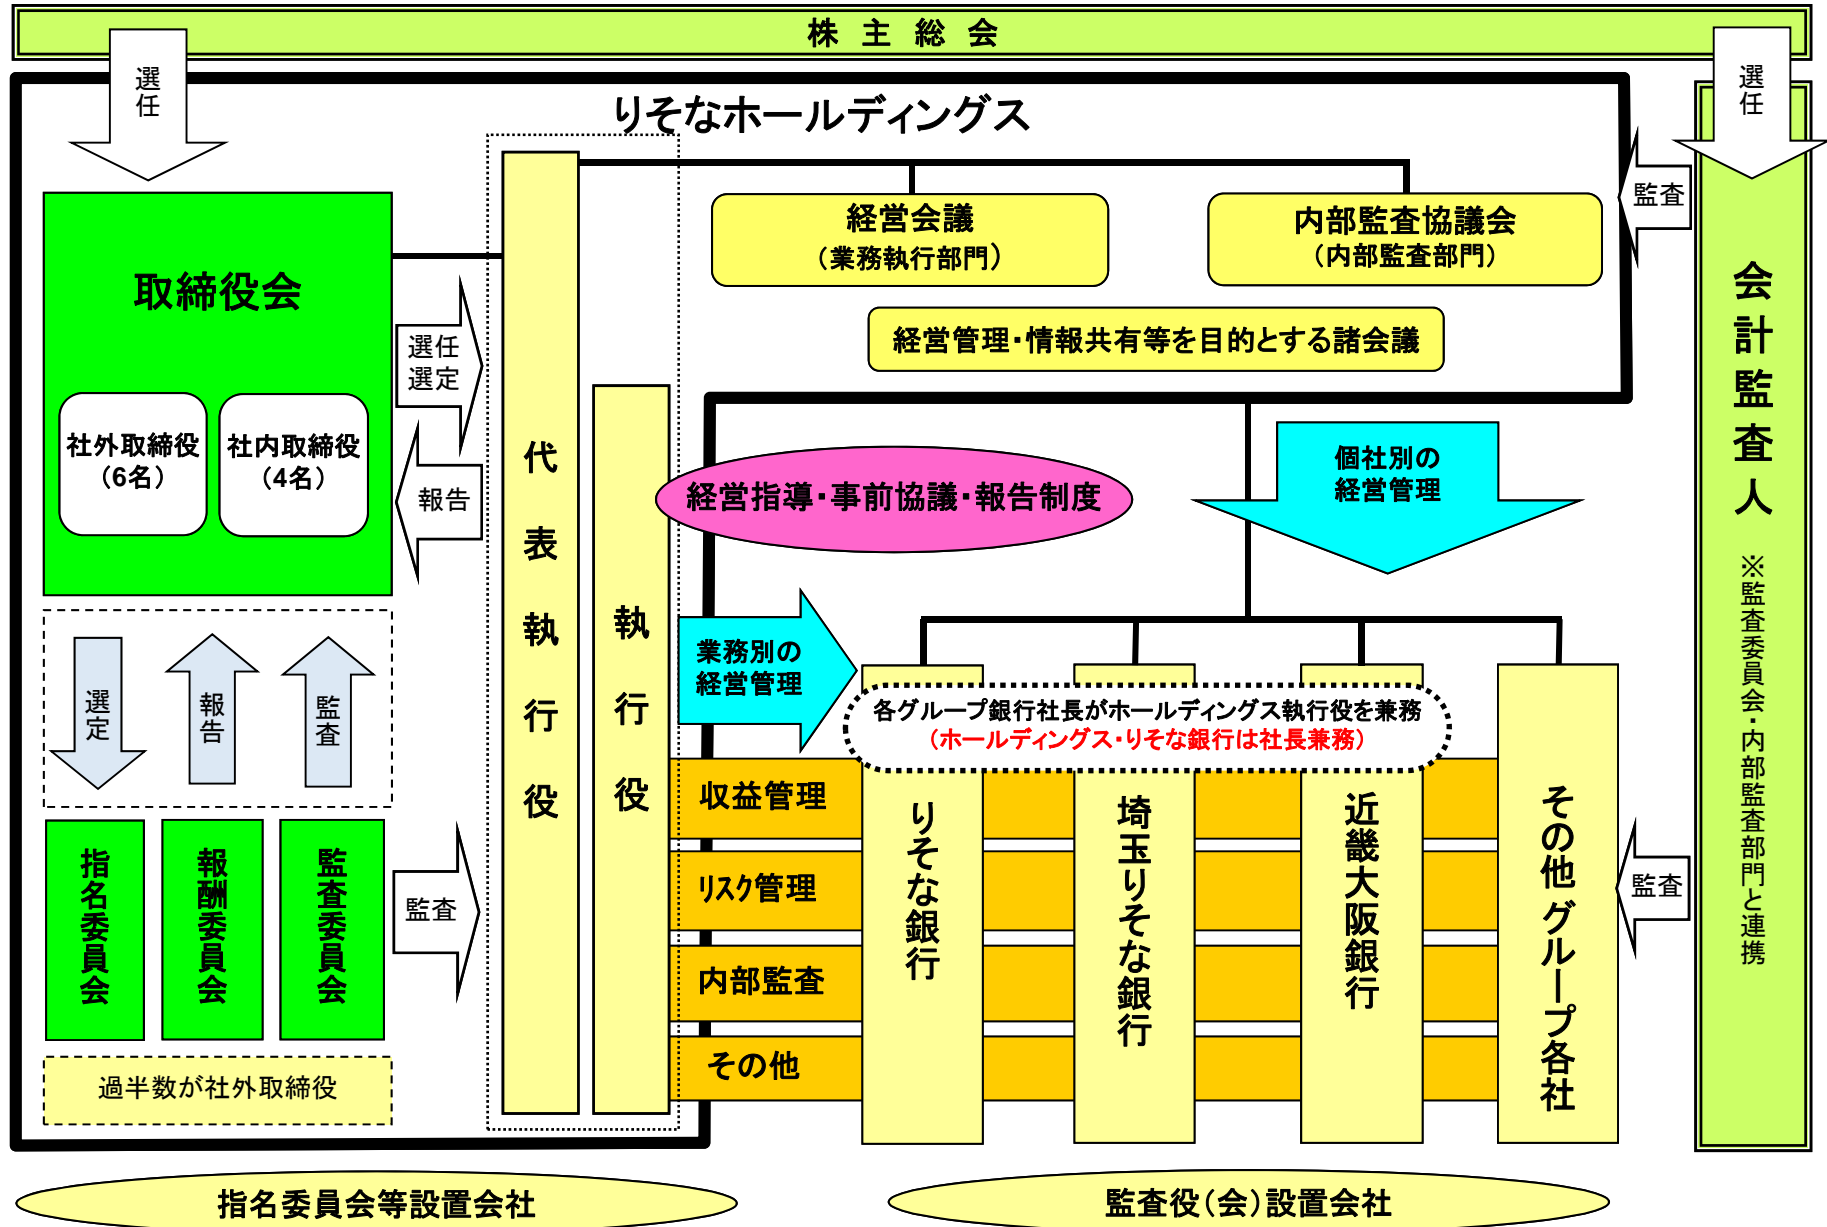 株 主 総 会
選任
選任
りそなホールディングス
経営会議
（業務執行部門）
内部監査協議会
（内部監査部門）
監査
取締役会
経営管理・情報共有等を目的とする諸会議
選任
選定
社外取締役
（6名）
社内取締役
（4名）
報告
代表執行役
執行役
経営指導・事前協議・報告制度
個社別の
経営管理
会計監査人
※監査委員会・内部監査部門と連携
選定
報告
監査
業務別の
経営管理
各グループ銀行社長がホールディングス執行役を兼務
（ホールディングス・りそな銀行は社長兼務）
収益管理
リスク管理
内部監査
その他
りそな銀行
埼玉りそな銀行
近畿大阪銀行
その他グループ各社
監査
指名委員会
報酬委員会
監査委員会
監査
過半数が社外取締役
指名委員会等設置会社
監査役（会）設置会社